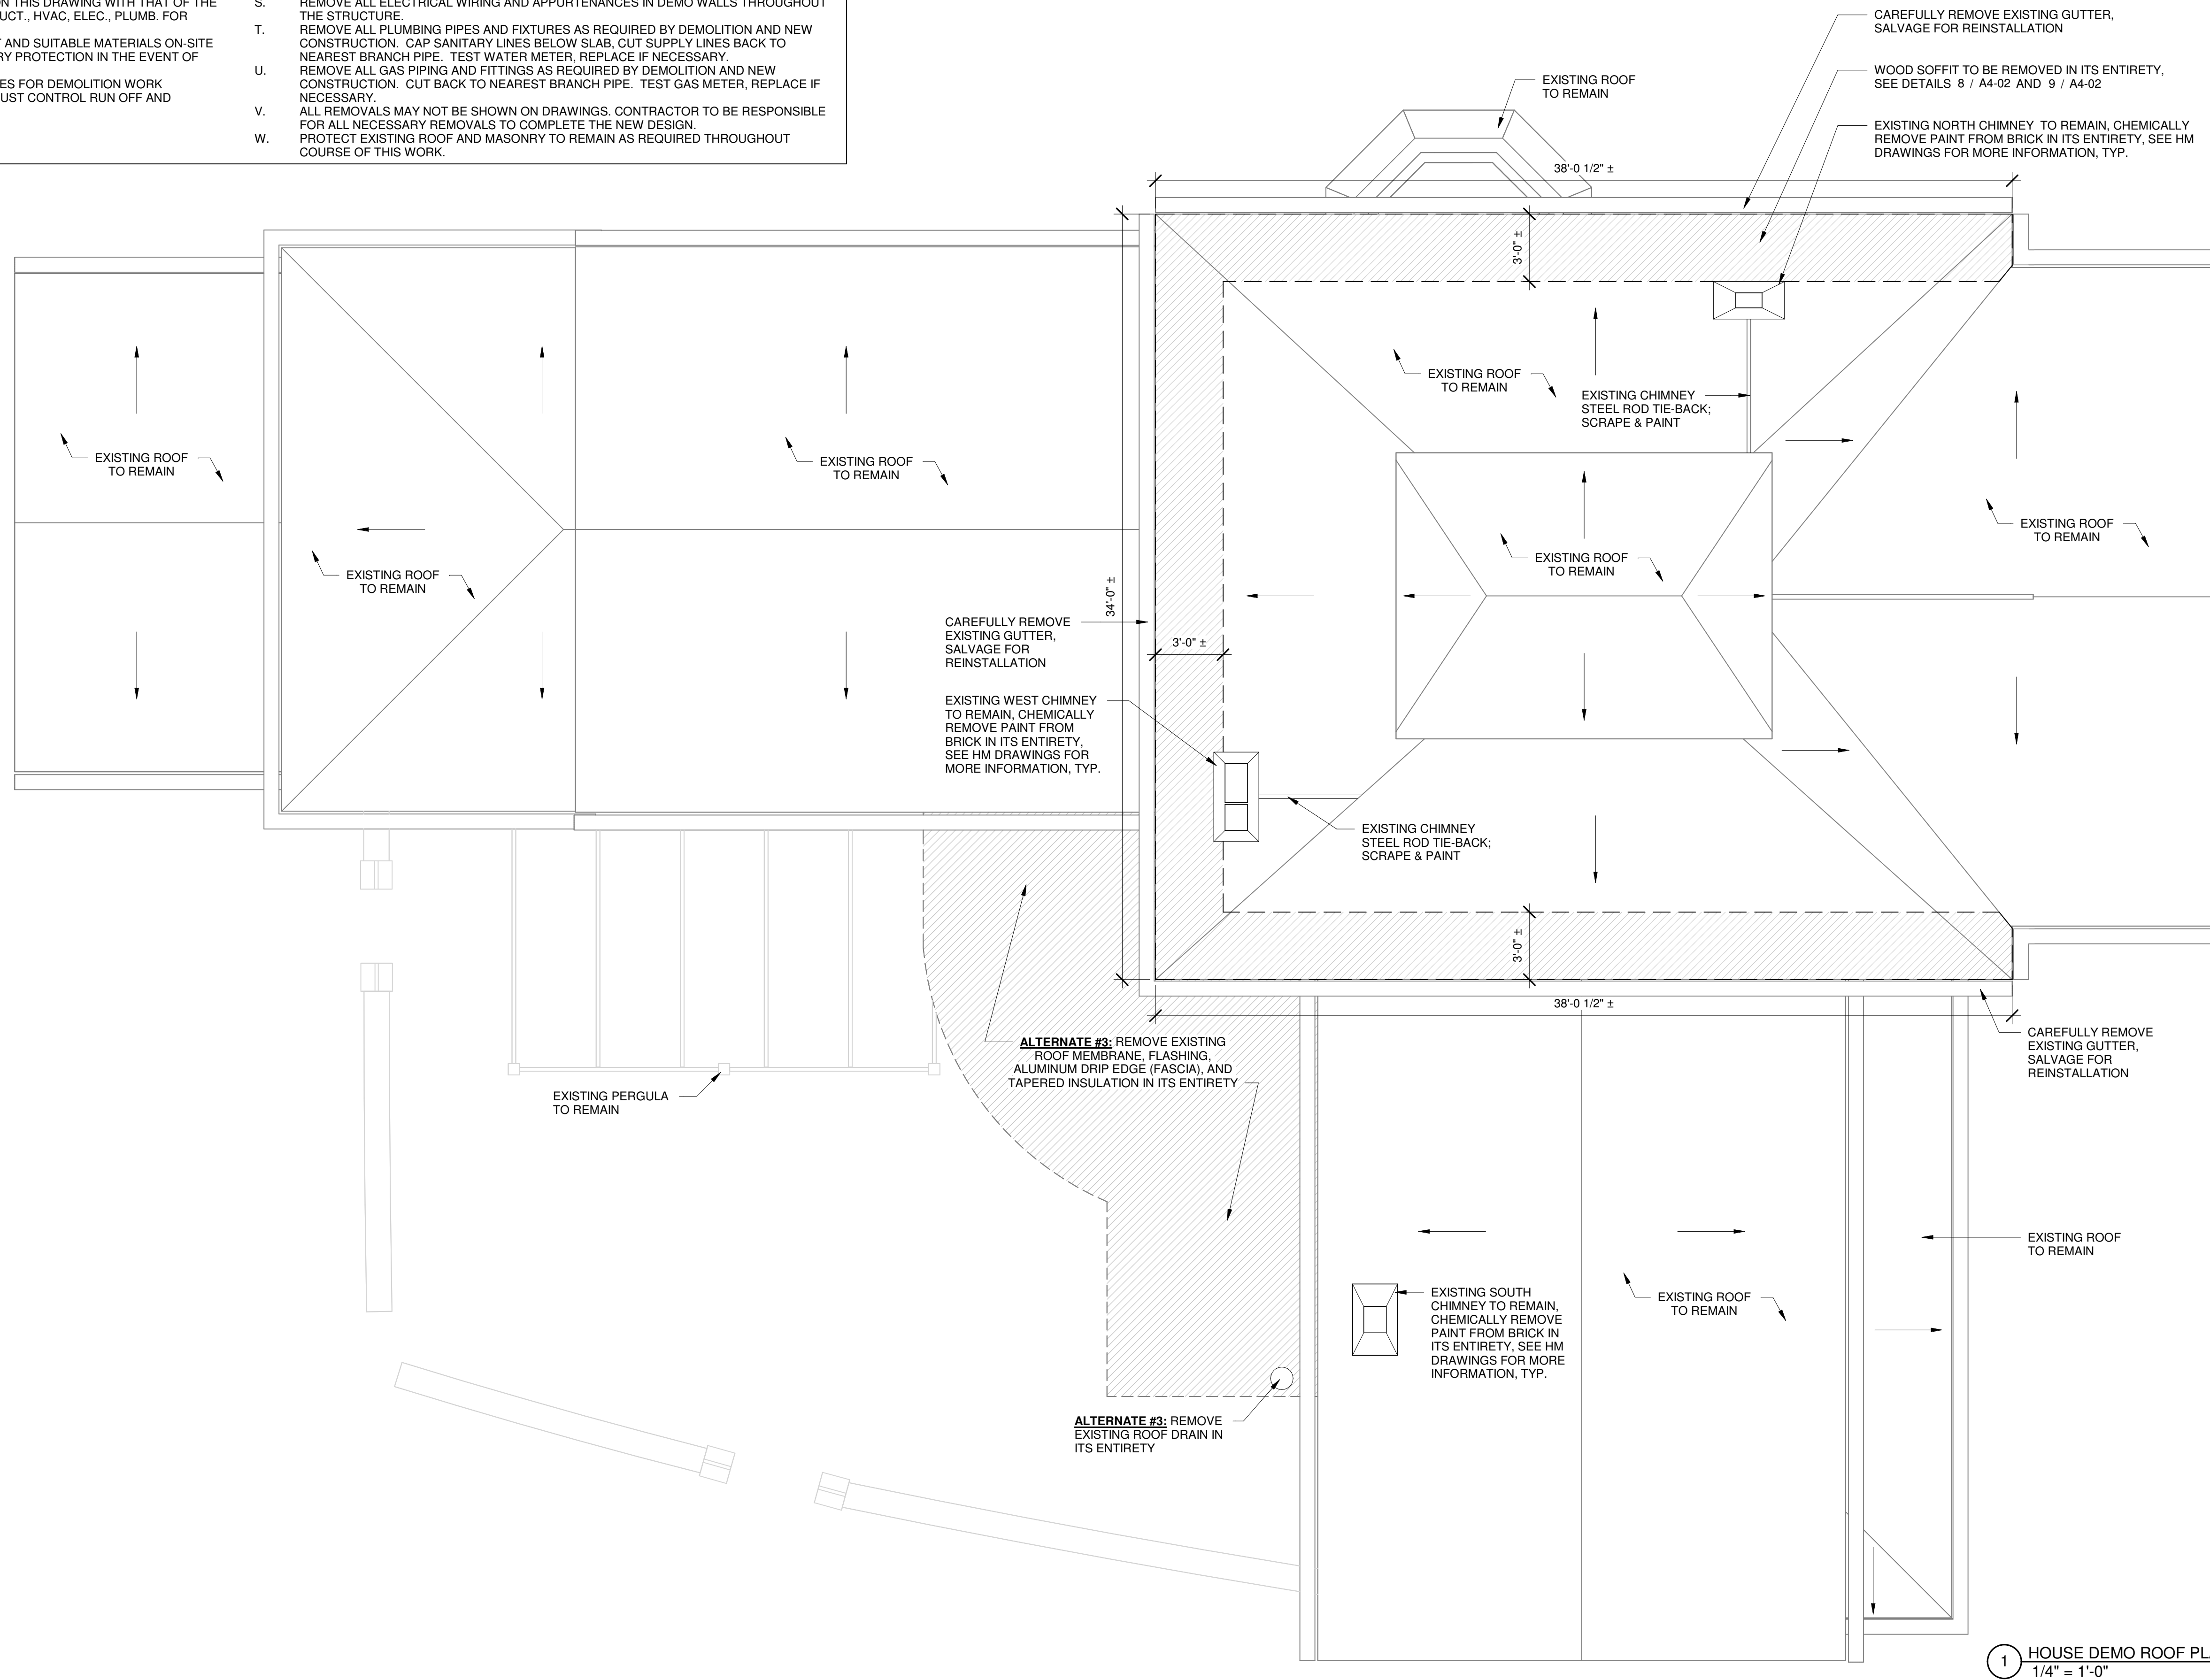 ON THIS DRAWING WITH THAT OF THE
UCT., HVAC, ELEC., PLUMB. FOR
AND SUITABLE MATERIALS ON-SITE
RY PROTECTION IN THE EVENT OF
ES FOR DEMOLITION WORK
UST CONTROL RUN OFF AND
S. REMOVE ALL ELECTRICAL WIRING AND APPURTENANCES IN DEMO WALLS THROUGHOUT
THE STRUCTURE.
T. REMOVE ALL PLUMBING PIPES AND FIXTURES AS REQUIRED BY DEMOLITION AND NEW
CONSTRUCTION. CAP SANITARY LINES BELOW SLAB, CUT SUPPLY LINES BACK TO
NEAREST BRANCH PIPE. TEST WATER METER, REPLACE IF NECESSARY.
U. REMOVE ALL GAS PIPING AND FITTINGS AS REQUIRED BY DEMOLITION AND NEW
CONSTRUCTION. CUT BACK TO NEAREST BRANCH PIPE. TEST GAS METER, REPLACE IF
NECESSARY.
V. ALL REMOVALS MAY NOT BE SHOWN ON DRAWINGS. CONTRACTOR TO BE RESPONSIBLE
FOR ALL NECESSARY REMOVALS TO COMPLETE THE NEW DESIGN.
W. PROTECT EXISTING ROOF AND MASONRY TO REMAIN AS REQUIRED THROUGHOUT
COURSE OF THIS WORK.
CAREFULLY REMOVE EXISTING GUTTER,
SALVAGE FOR REINSTALLATION
WOOD SOFFIT TO BE REMOVED IN ITS ENTIRETY,
SEE DETAILS 8 / A4-02 AND 9 / A4-02
EXISTING NORTH CHIMNEY TO REMAIN, CHEMICALLY
REMOVE PAINT FROM BRICK IN ITS ENTIRETY, SEE HM
DRAWINGS FOR MORE INFORMATION, TYP.
EXISTING ROOF
TO REMAIN
38'-0 1/2" ±
3'-0" ±
EXISTING ROOF
TO REMAIN
EXISTING CHIMNEY
STEEL ROD TIE-BACK;
SCRAPE & PAINT
EXISTING ROOF
TO REMAIN
EXISTING ROOF
TO REMAIN
EXISTING ROOF
TO REMAIN
EXISTING ROOF
TO REMAIN
EXISTING ROOF
TO REMAIN
34'-0" ±
CAREFULLY REMOVE
EXISTING GUTTER,
SALVAGE FOR
REINSTALLATION
3'-0" ±
EXISTING WEST CHIMNEY
TO REMAIN, CHEMICALLY
REMOVE PAINT FROM
BRICK IN ITS ENTIRETY,
SEE HM DRAWINGS FOR
MORE INFORMATION, TYP.
EXISTING CHIMNEY
STEEL ROD TIE-BACK;
SCRAPE & PAINT
3'-0" ±
38'-0 1/2" ±
CAREFULLY REMOVE
EXISTING GUTTER,
SALVAGE FOR
REINSTALLATION
ALTERNATE #3: REMOVE EXISTING
ROOF MEMBRANE, FLASHING,
ALUMINUM DRIP EDGE (FASCIA), AND
TAPERED INSULATION IN ITS ENTIRETY
EXISTING PERGULA
TO REMAIN
EXISTING ROOF
TO REMAIN
EXISTING SOUTH
CHIMNEY TO REMAIN,
CHEMICALLY REMOVE
PAINT FROM BRICK IN
ITS ENTIRETY, SEE HM
DRAWINGS FOR MORE
INFORMATION, TYP.
EXISTING ROOF
TO REMAIN
ALTERNATE #3: REMOVE
EXISTING ROOF DRAIN IN
ITS ENTIRETY
1 HOUSE DEMO ROOF PL
1/4" = 1'-0"